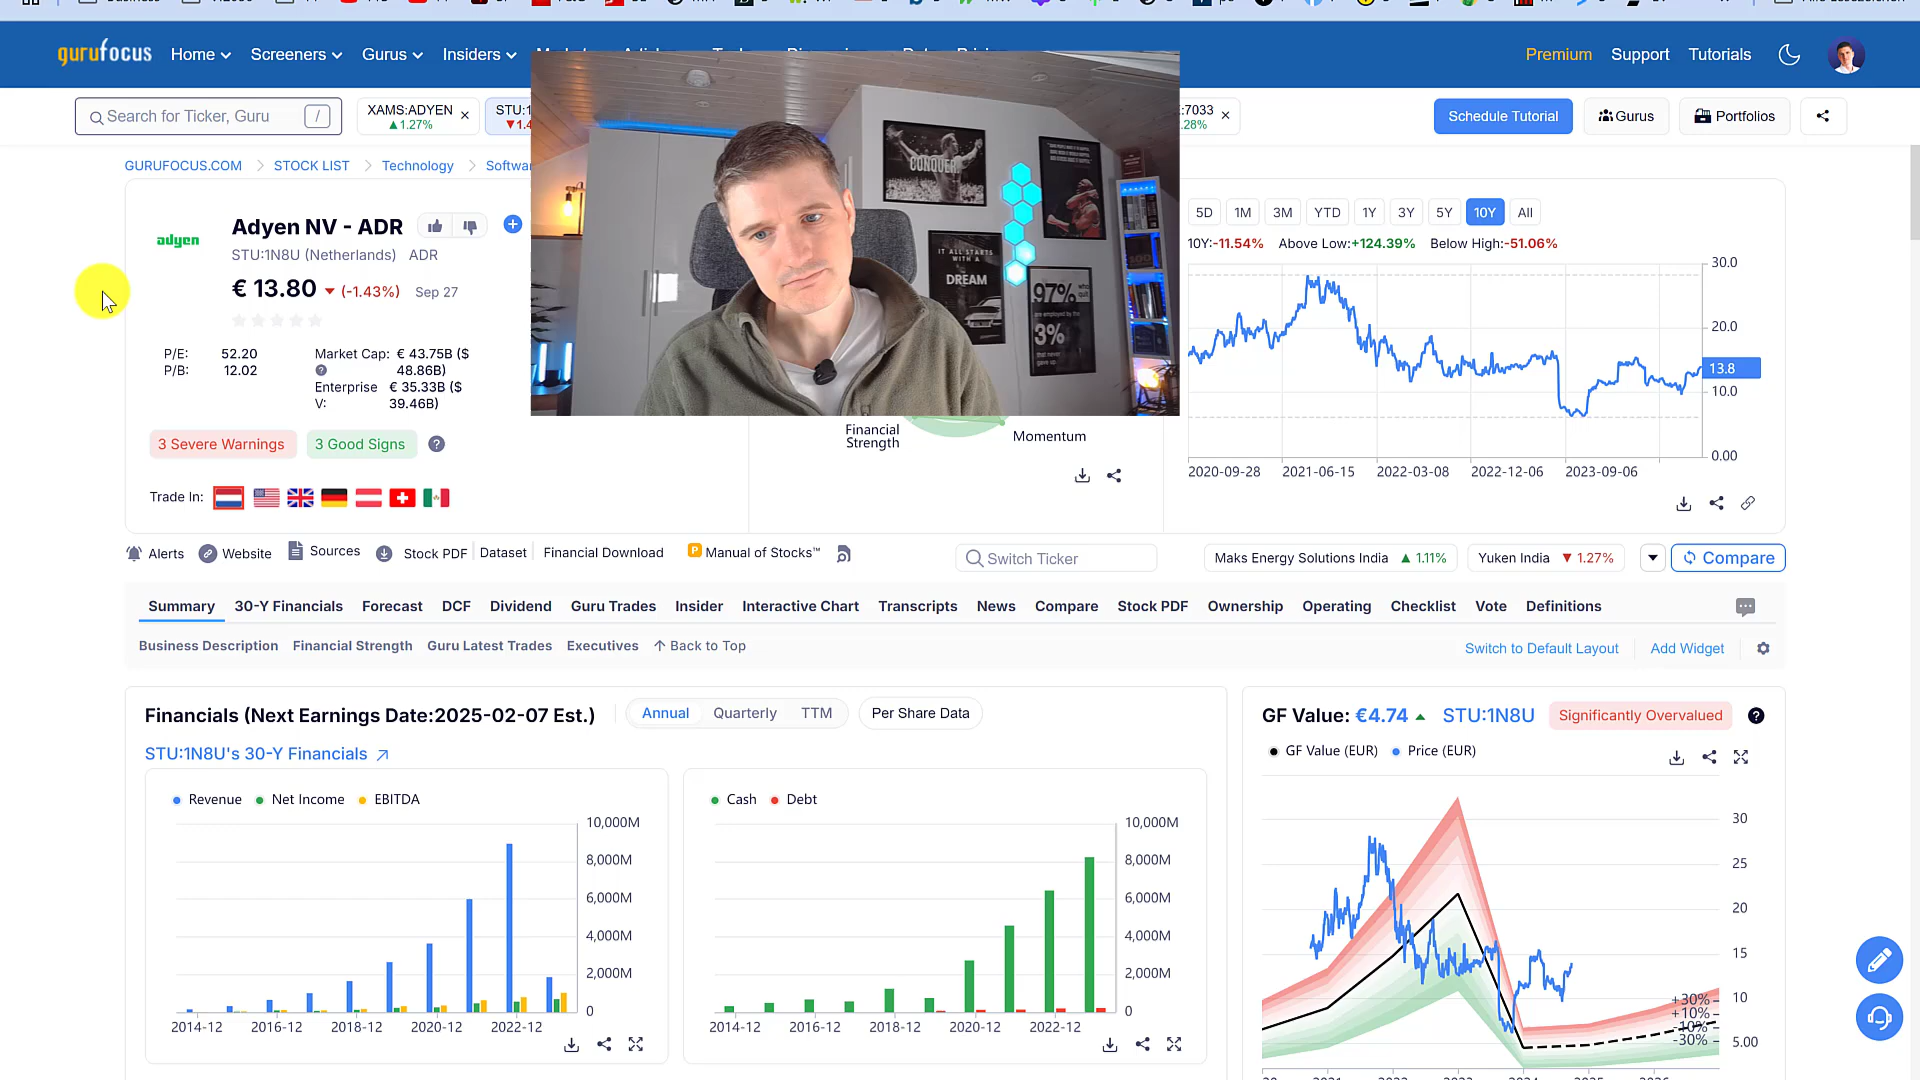 gurufocus Home Screeners Gurus Insiders
Premium Support Tutorials
Search for Ticker, Guru /
XAMS:ADYEN 1.27%
:7033
Schedule Tutorial Gurus Portfolios
GURUFOCUS.COM STOCK LIST Technology
Adyen NV - ADR
adyen
STU:1N8U (Netherlands) ADR
€ 13.80 (-1.43%) Sep 27
P/E: 52.20
P/B: 12.02
Market Cap: € 43.75B ($
48.86B)
Enterprise € 35.33B ($
V: 39.46B)
3 Severe Warnings 3 Good Signs ?
Trade In:
CONQUER
IT ALL STARTS
WITH A
DREAM
97%
3%
that never
gave up
Financial
Strength
Momentum
5D 1M 3M YTD 1Y 3Y 5Y 10Y All
10Y:-11.54% Above Low:+124.39% Below High:-51.06%
30.0
20.0
13.8
10.0
0.00
2020-09-28 2021-06-15 2022-03-08 2022-12-06 2023-09-06
Alerts Website Sources Stock PDF Dataset Financial Download P Manual of Stocks™
Switch Ticker
Maks Energy Solutions India 1.11% Yuken India 1.27% Compare
Summary 30-Y Financials Forecast DCF Dividend Guru Trades Insider Interactive Chart Transcripts News Compare Stock PDF Ownership Operating Checklist Vote Definitions
Business Description Financial Strength Guru Latest Trades Executives Back to Top
Switch to Default Layout Add Widget
Financials (Next Earnings Date:2025-02-07 Est.) Annual Quarterly TTM Per Share Data
STU:1N8U's 30-Y Financials
Revenue Net Income EBITDA
10,000M
8,000M
6,000M
4,000M
2,000M
0
2014-12 2016-12 2018-12 2020-12 2022-12
Cash Debt
10,000M
8,000M
6,000M
4,000M
2,000M
0
2014-12 2016-12 2018-12 2020-12 2022-12
GF Value: €4.74 STU:1N8U Significantly Overvalued ?
GF Value (EUR) Price (EUR)
30
25
20
15
10
5.00
+30%
+10%
-10%
-30%